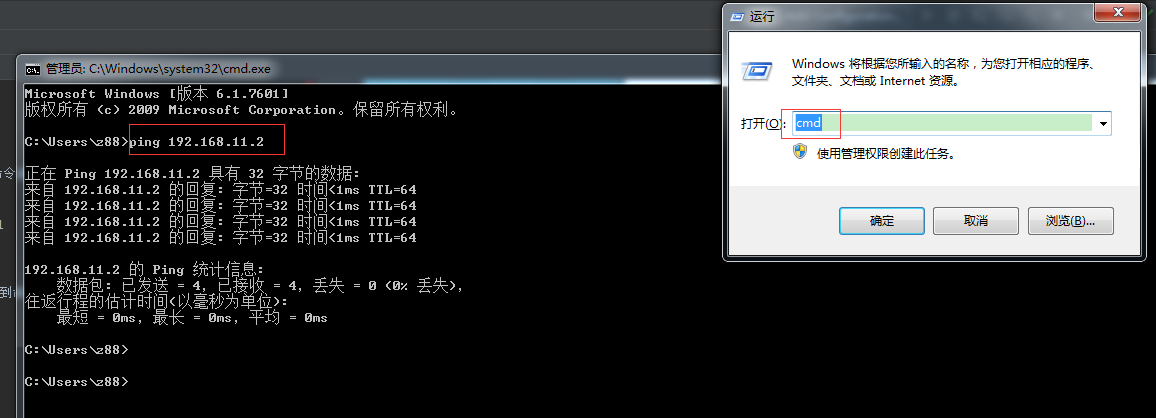 管理员: C:\Windows\system32\cmd.exe
Microsoft Windows [版本 6.1.7601]
版权所有 (c) 2009 Microsoft Corporation。保留所有权利。
C:\Users\z88>ping 192.168.11.2
正在 Ping 192.168.11.2 具有 32 字节的数据:
来自 192.168.11.2 的回复: 字节=32 时间<1ms TTL=64
来自 192.168.11.2 的回复: 字节=32 时间<1ms TTL=64
来自 192.168.11.2 的回复: 字节=32 时间<1ms TTL=64
来自 192.168.11.2 的回复: 字节=32 时间<1ms TTL=64
192.168.11.2 的 Ping 统计信息:
数据包: 已发送 = 4, 已接收 = 4, 丢失 = 0 (0% 丢失),
往返行程的估计时间(以毫秒为单位):
最短 = 0ms, 最长 = 0ms, 平均 = 0ms
C:\Users\z88>
C:\Users\z88>
运行
Windows 将根据您所输入的名称，为您打开相应的程序、
文件夹、文档或 Internet 资源。
打开(O): cmd
使用管理权限创建此任务。
确定 取消 浏览(B)...